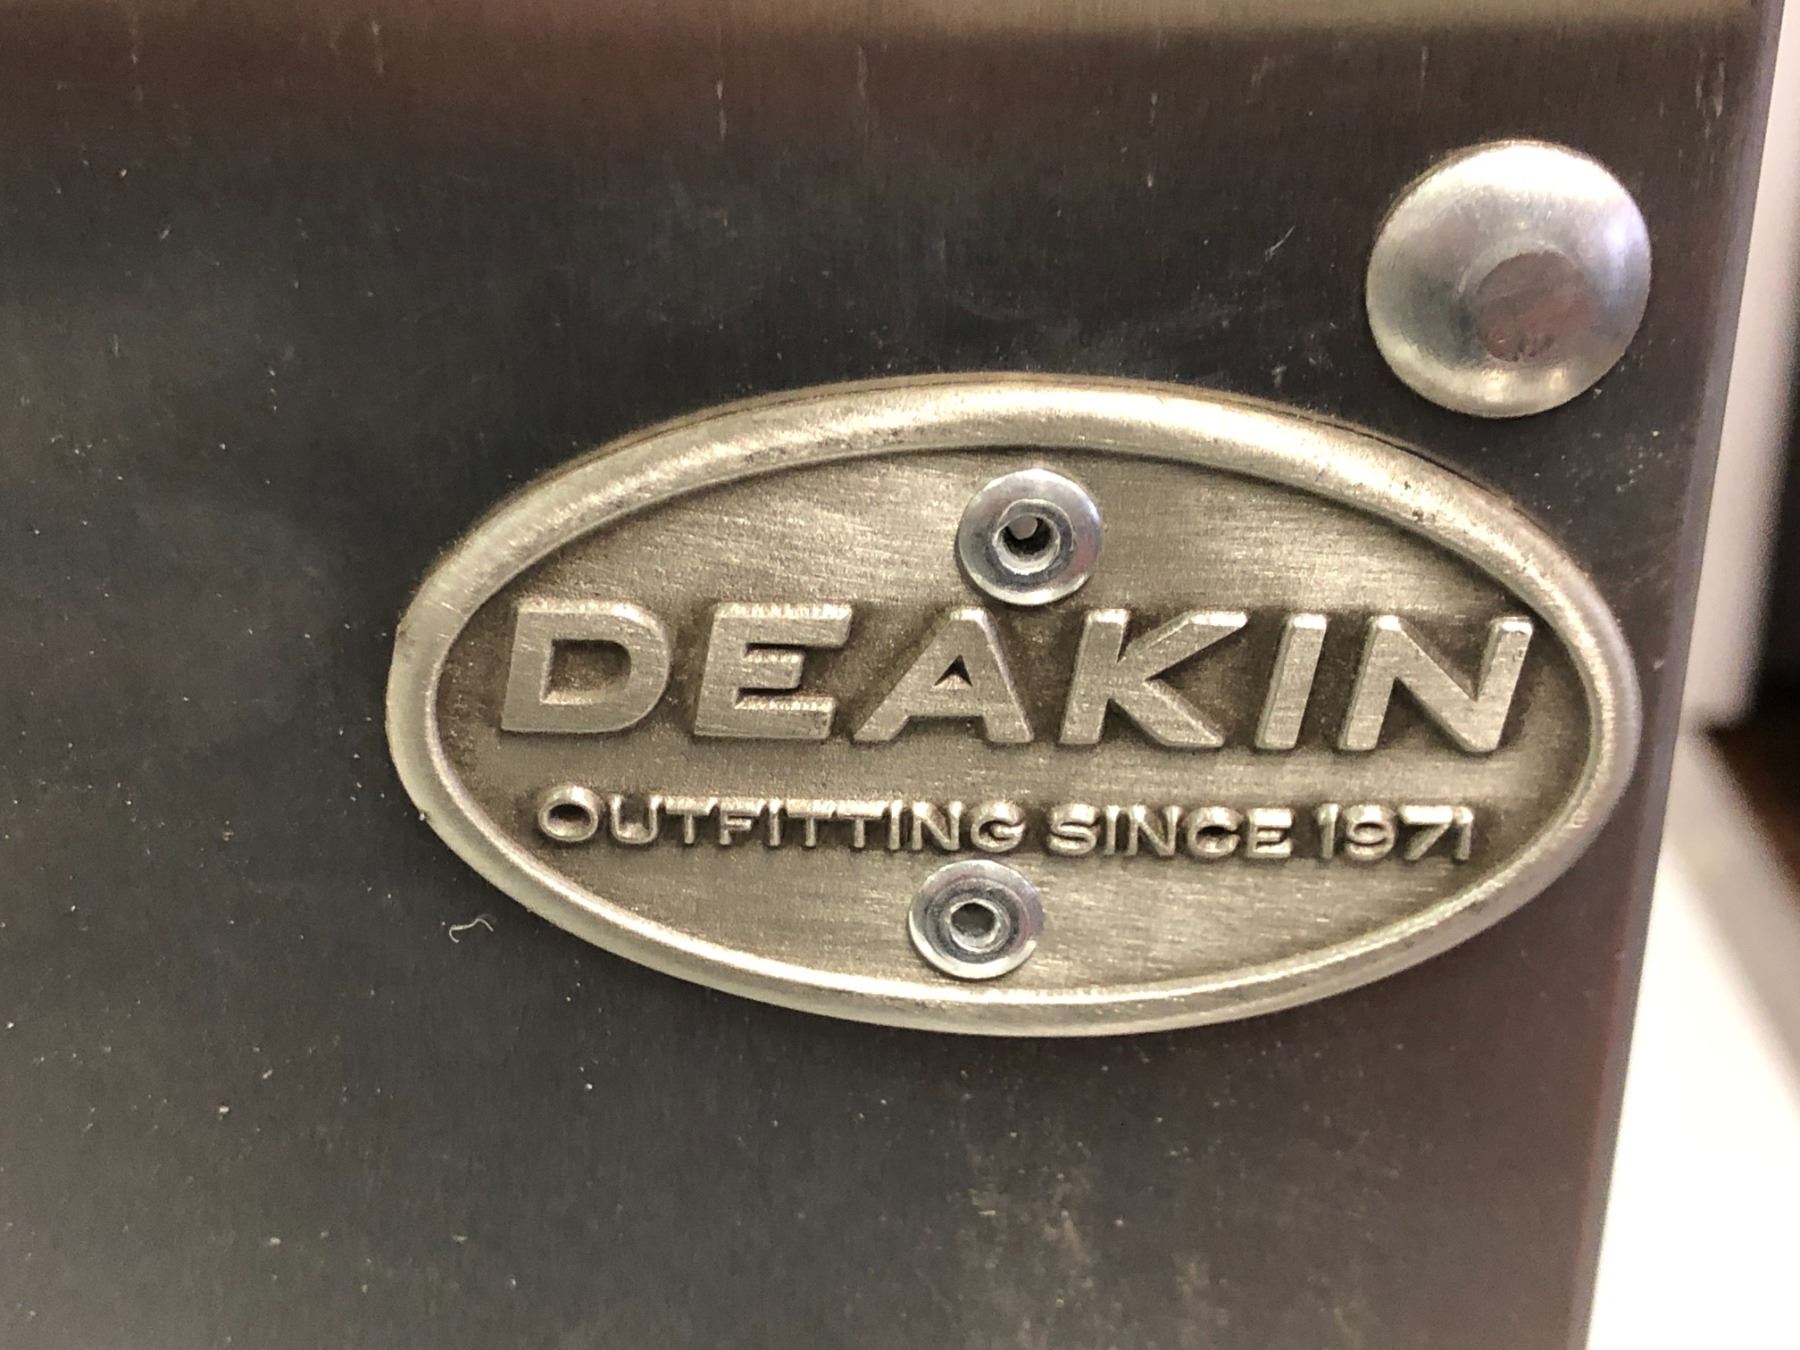 DEAKIN
OUTFITTING SINCE 1971